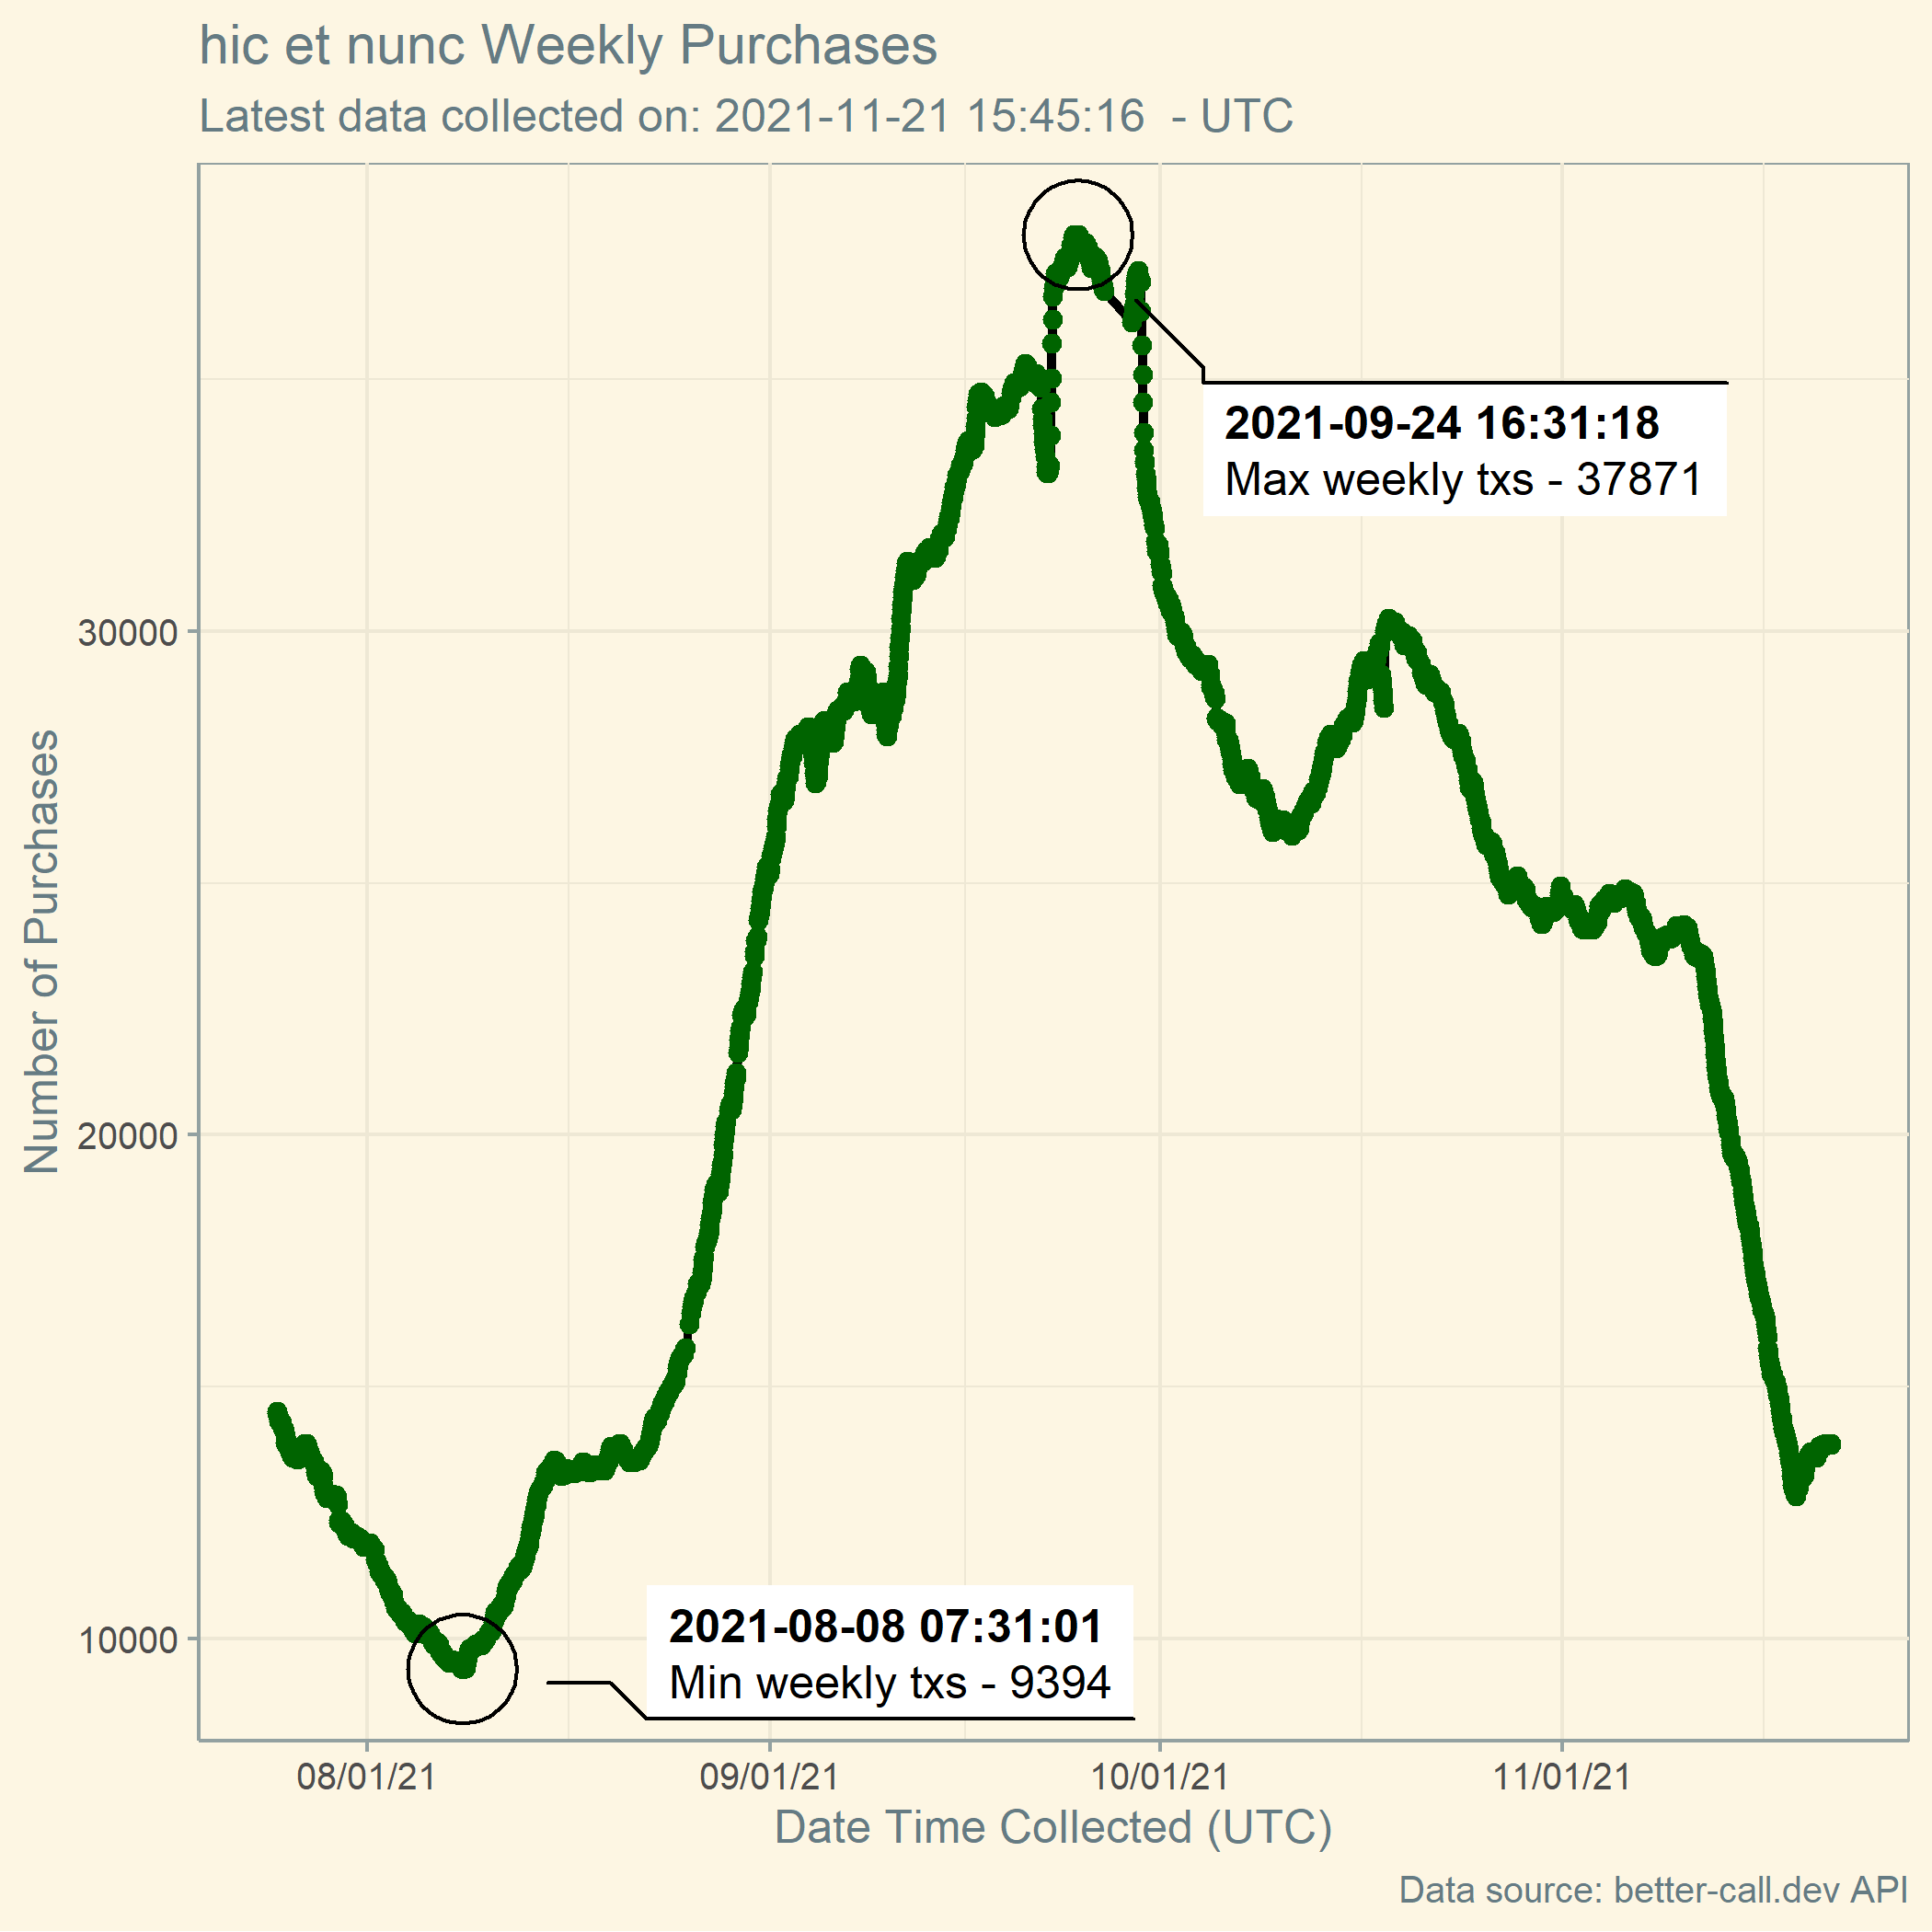 hic et nunc Weekly Purchases
Latest data collected on: 2021-11-21 15:45:16  - UTC
2021-09-24 16:31:18
Max weekly txs - 37871
30000
20000
10000
Number of Purchases
2021-08-08 07:31:01
Min weekly txs - 9394
08/01/21
09/01/21
10/01/21
11/01/21
Date Time Collected (UTC)
Data source: better-call.dev API